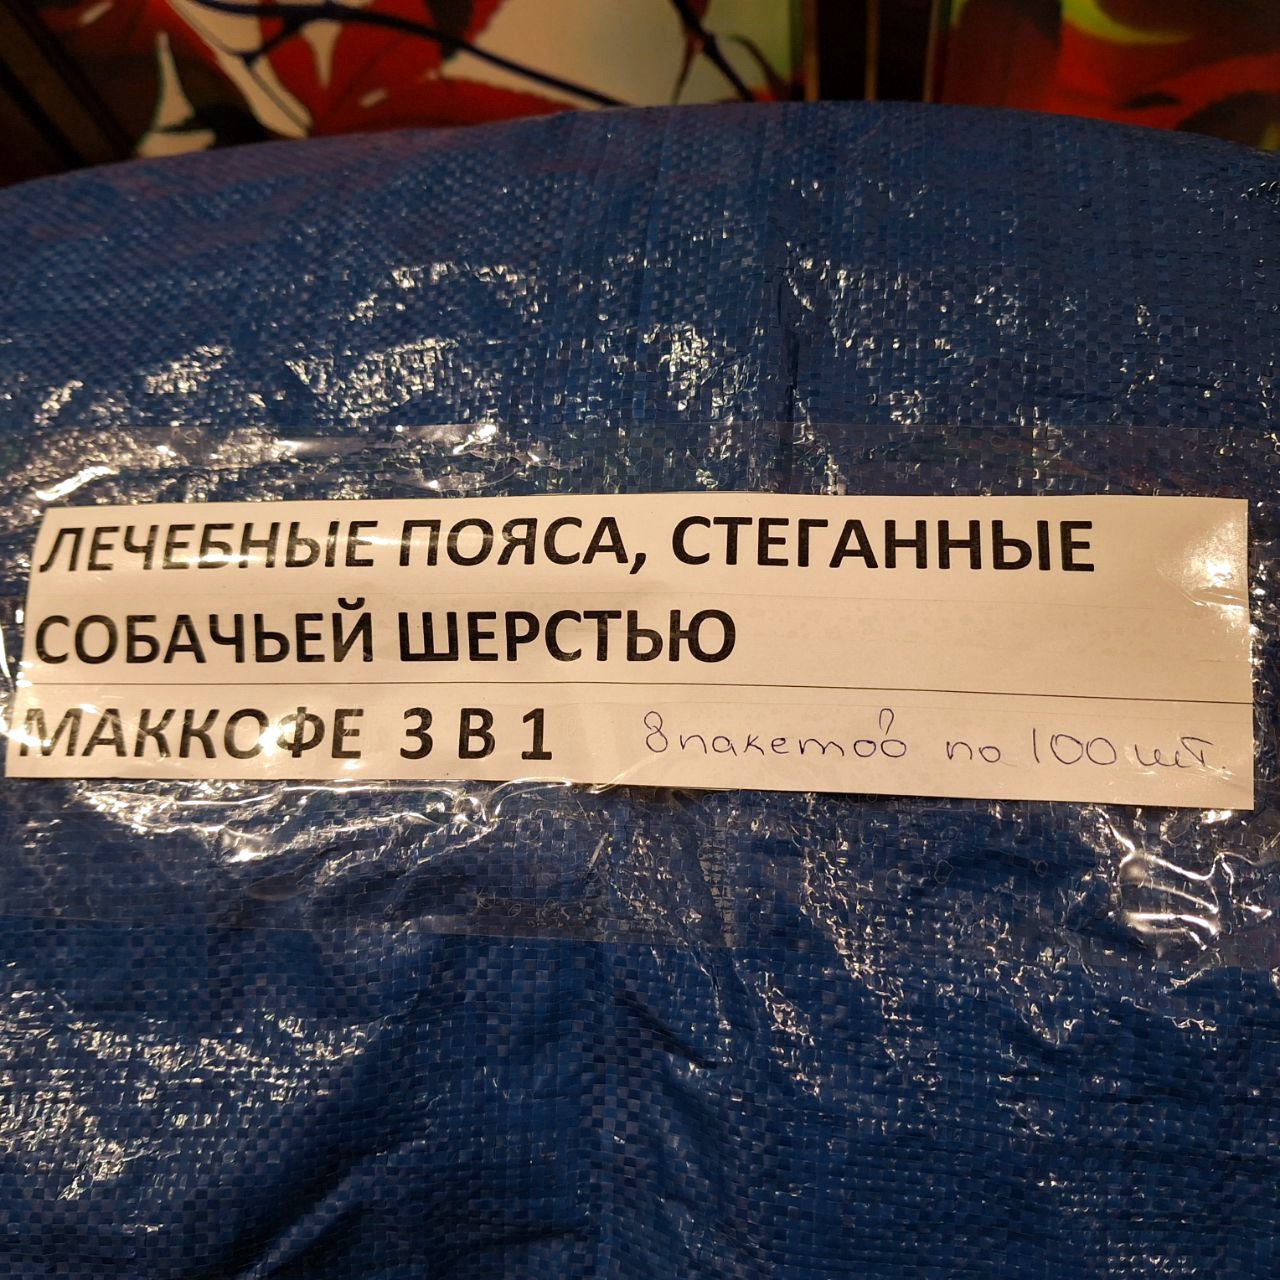 ЛЕЧЕБНЫЕ ПОЯСА, СТЕГАННЫЕ
СОБАЧЬЕЙ ШЕРСТЬЮ
МАККОФЕ 3 В 1 8 пакетов по 100 шт.